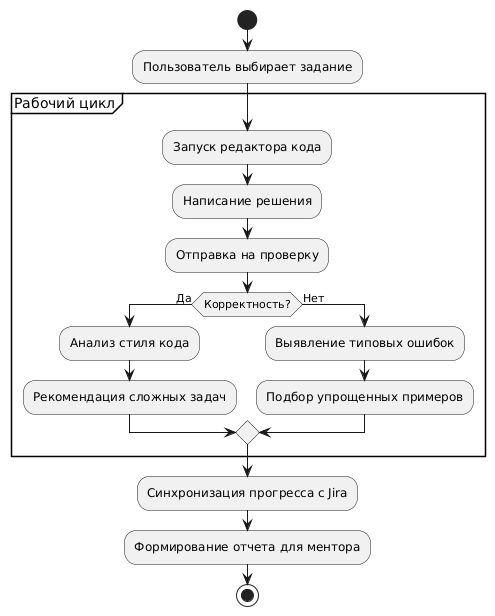 Пользователь выбирает задание
Рабочий цикл
Запуск редактора кода
Написание решения
Отправка на проверку
Да
Корректность?
Нет
Анализ стиля кода
Выявление типовых ошибок
Рекомендация сложных задач
Подбор упрощенных примеров
Синхронизация прогресса с Jira
Формирование отчета для ментора